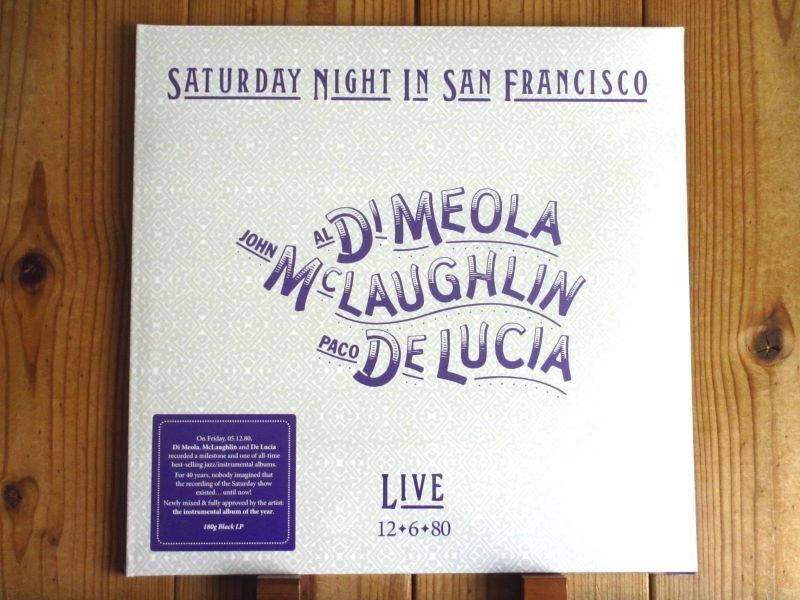 SATURDAY NIGHT IN SAN FRANCISCO
AL DI MEOLA
JOHN MCLAUGHLIN
PACO DE LUCIA
On Friday, 05.12.80,
Di Meola, McLaughlin and De Lucia
recorded a milestone and one of all-time
best-selling jazz/instrumental albums.
For 40 years, nobody imagined that
the recording of the Saturday show
existed... until now!
Newly mixed & fully approved by the artist:
the instrumental album of the year.
180g Black LP
LIVE
12✦6✦80